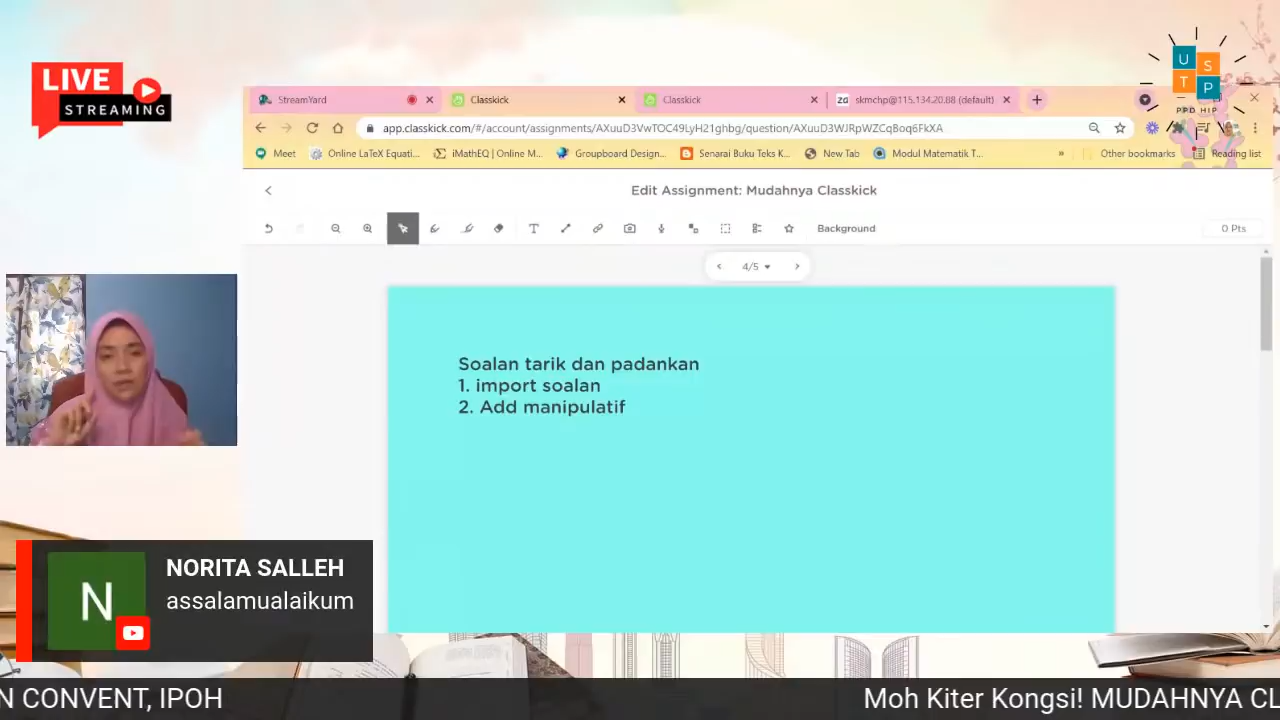 LIVE
STREAMING
U S
T P
PPD HIP
StreamYard
Classkick
Classkick
skmchp@115.134.20.88 (default)
app.classkick.com/#/account/assignments/AXuuD3VwTOC49LyH21ghbg/question/AXuuD3WJRpWZCqBoq6FkXA
Meet
Online LaTeX Equati...
iMathEQ | Online M...
Groupboard Design...
Senarai Buku Teks K...
New Tab
Modul Matematik T...
»
Other bookmarks
Reading list
Edit Assignment: Mudahnya Classkick
Background
0 Pts
4/5
Soalan tarik dan padankan
1. import soalan
2. Add manipulatif
N
NORITA SALLEH
assalamualaikum
N CONVENT, IPOH
Moh Kiter Kongsi! MUDAHNYA CL